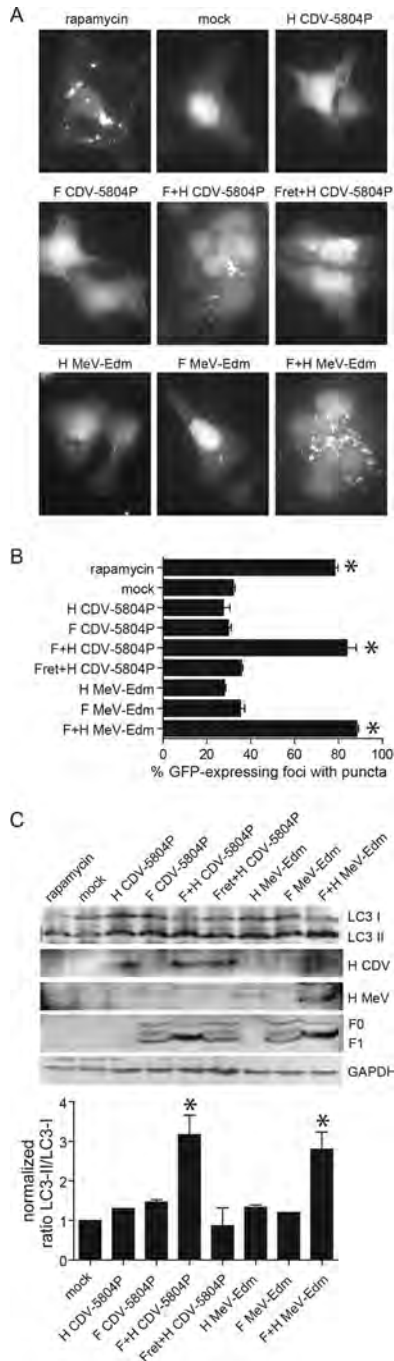 A
rapamycin mock H CDV-5804P
F CDV-5804P F+H CDV-5804P Fret+H CDV-5804P
H MeV-Edm F MeV-Edm F+H MeV-Edm
B
rapamycin *
mock
H CDV-5804P
F CDV-5804P
F+H CDV-5804P *
Fret+H CDV-5804P
H MeV-Edm
F MeV-Edm
F+H MeV-Edm *
0 20 40 60 80 100
% GFP-expressing foci with puncta
C
rapamycin mock H CDV-5804P F CDV-5804P F+H CDV-5804P Fret+H CDV-5804P H MeV-Edm F MeV-Edm F+H MeV-Edm
LC3 I
LC3 II
H CDV
H MeV
F0
F1
GAPDH
normalized
ratio LC3-II/LC3-I
4
3
2
1
0
* *
mock H CDV-5804P F CDV-5804P F+H CDV-5804P Fret+H CDV-5804P H MeV-Edm F MeV-Edm F+H MeV-Edm